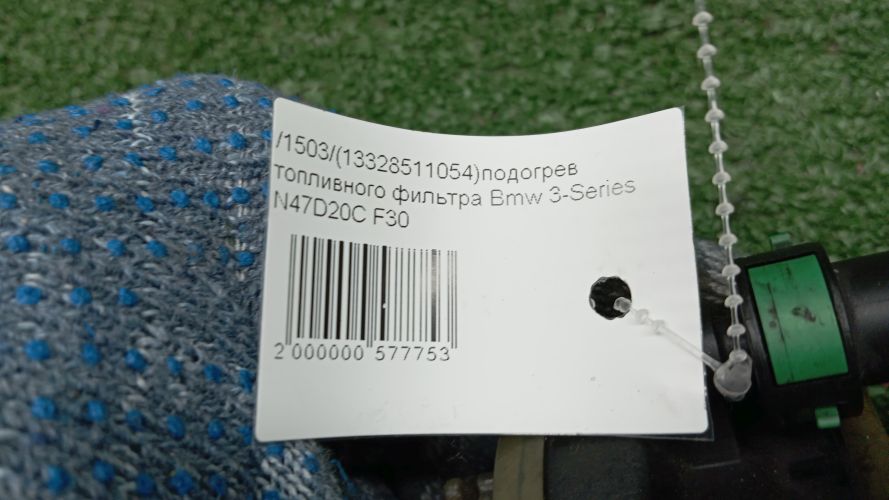 /1503/(13328511054)подогрев
топливного фильтра Bmw 3-Series
N47D20C F30
2 000000 577753